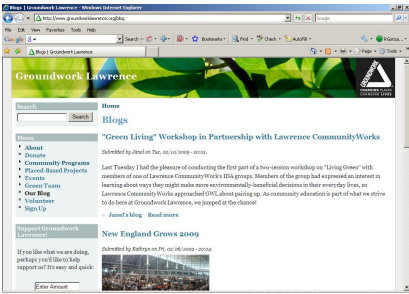 Blogs | Groundwork Lawrence - Windows Internet Explorer
http://www.groundworklawrence.org/blog
Google
File Edit View Favorites Tools Help
Google
Search
Bookmarks
Find
Check
AutoFill
Blogs | Groundwork Lawrence
Page
Tools
Groundwork Lawrence
GROUNDWORK
LAWRENCE
CHANGING PLACES
CHANGING LIVES
Search
Search
Menu
About
Donate
Community Programs
Placed-Based Projects
Events
Green Team
Our Blog
Volunteer
Sign Up
Support Groundwork
Lawrence!
If you like what we are doing,
perhaps you'd like to help
support us? It's easy and quick:
Enter Amount
Home
Blogs
"Green Living" Workshop in Partnership with Lawrence CommunityWorks
Submitted by Janel on Tue, 02/10/2009 - 20:01.
Last Tuesday I had the pleasure of conducting the first part of a two-session workshop on "Living Green" with
members of one of Lawrence CommunityWork's IDA groups. Members of the group had expressed an interest in
learning about ways they might make more environmentally-beneficial decisions in their everyday lives, so
Lawrence CommunityWorks approached GWL about pairing up. As community education is part of what we strive
to do here at Groundwork Lawrence, we jumped at the chance!
Janel's blog Read more
New England Grows 2009
Submitted by Kathryn on Fri, 02/06/2009 - 20:24.